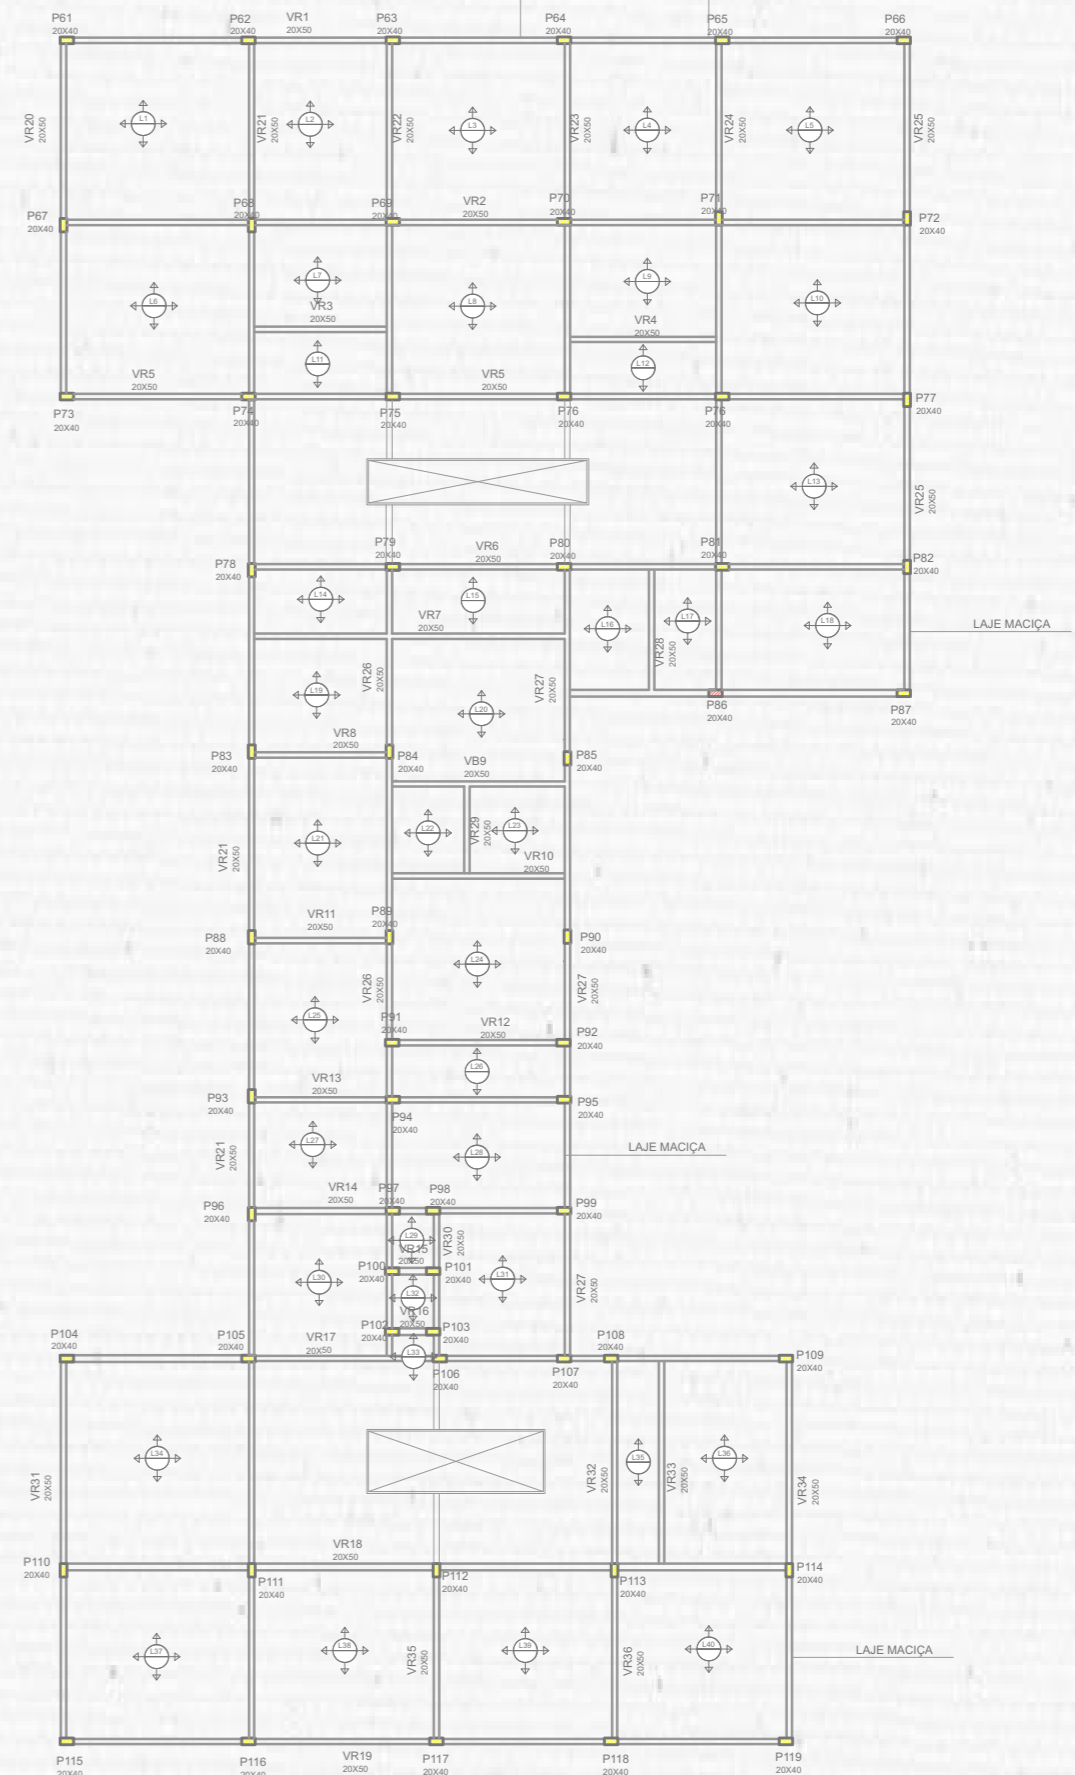 P61
20X40
P62
20X40
VR1
20X50
P63
20X40
P64
20X40
P65
20X40
P66
20X40
VR20
20X50
L1
VR21
20X50
L2
VR22
20X50
L3
VR23
20X50
L4
VR24
20X50
L5
VR25
20X50
P67
20X40
P68
20X40
P69
20X40
VR2
20X50
P70
20X40
P71
20X40
P72
20X40
L6
L7
VR3
20X50
L8
L9
VR4
20X50
L10
L11
L12
VR5
20X50
VR5
20X50
P73
20X40
P74
20X40
P75
20X40
P76
20X40
P76
20X40
P77
20X40
L13
VR25
20X50
P78
20X40
P79
20X40
VR6
20X50
P80
20X40
P81
20X40
P82
20X40
L14
L15
VR7
20X50
L16
L17
VR28
20X50
L18
LAJE MACIÇA
L19
VR26
20X50
L20
VR27
20X50
P86
20X40
P87
20X40
P83
20X40
VR8
20X50
P84
20X40
VB9
20X50
P85
20X40
VR21
20X50
L21
L22
VR29
20X50
L23
VR10
20X50
P88
20X40
VR11
20X50
P89
20X40
P90
20X40
L24
VR26
20X50
VR27
20X50
L25
P91
20X40
VR12
20X50
P92
20X40
L26
P93
20X40
VR13
20X50
P94
20X40
P95
20X40
VR21
20X50
L27
L28
LAJE MACIÇA
P96
20X40
VR14
20X50
P97
20X40
P98
20X40
P99
20X40
L29
VR30
20X50
VR15
20X50
P100
20X40
P101
20X40
L30
L31
L32
VR27
20X50
VR16
20X50
P102
20X40
P103
20X40
P104
20X40
P105
20X40
VR17
20X50
L33
P106
20X40
P107
20X40
P108
20X40
P109
20X40
VR31
20X50
L34
VR32
20X50
L35
VR33
20X50
L36
VR34
20X50
P110
20X40
VR18
20X50
P111
20X40
P112
20X40
P113
20X40
P114
20X40
L37
L38
VR35
20X50
L39
VR36
20X50
L40
LAJE MACIÇA
P115
20X40
P116
20X40
VR19
20X50
P117
20X40
P118
20X40
P119
20X40